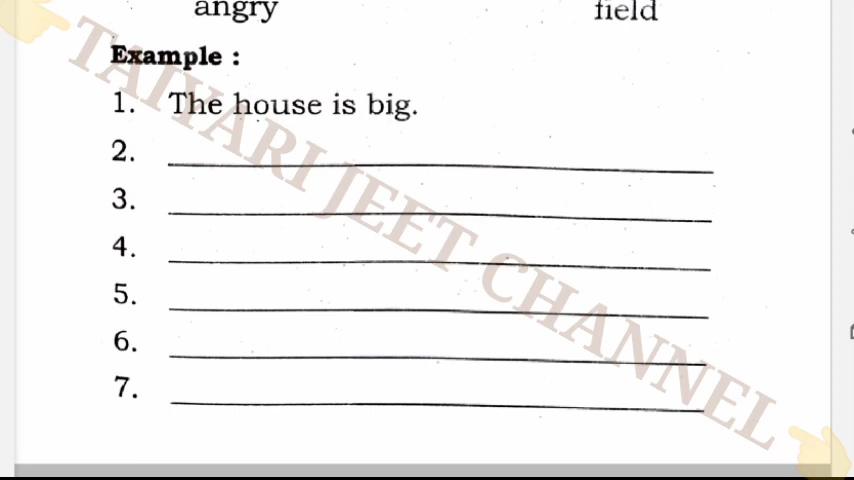 angry field
Example :
1. The house is big.
2.
3.
4.
5.
6.
7.
TAIYARI JEET CHANNEL